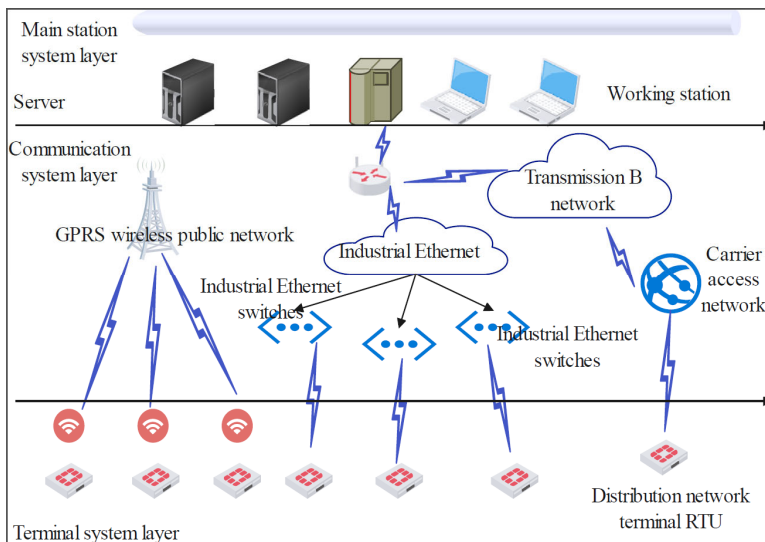 Main station
system layer
Server
Working station
Communication
system layer
Transmission B
network
GPRS wireless public network
Industrial Ethernet
Carrier
access
network
Industrial Ethernet
switches
Industrial Ethernet
switches
Distribution network
terminal RTU
Terminal system layer